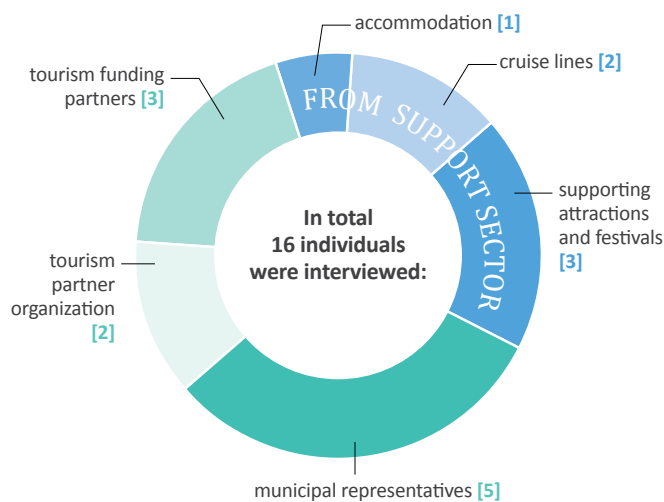 accommodation [1]
cruise lines [2]
tourism funding
partners [3]
FROM SUPPORT SECTOR
supporting
attractions
and festivals
[3]
In total
16 individuals
were interviewed:
tourism
partner
organization
[2]
municipal representatives [5]